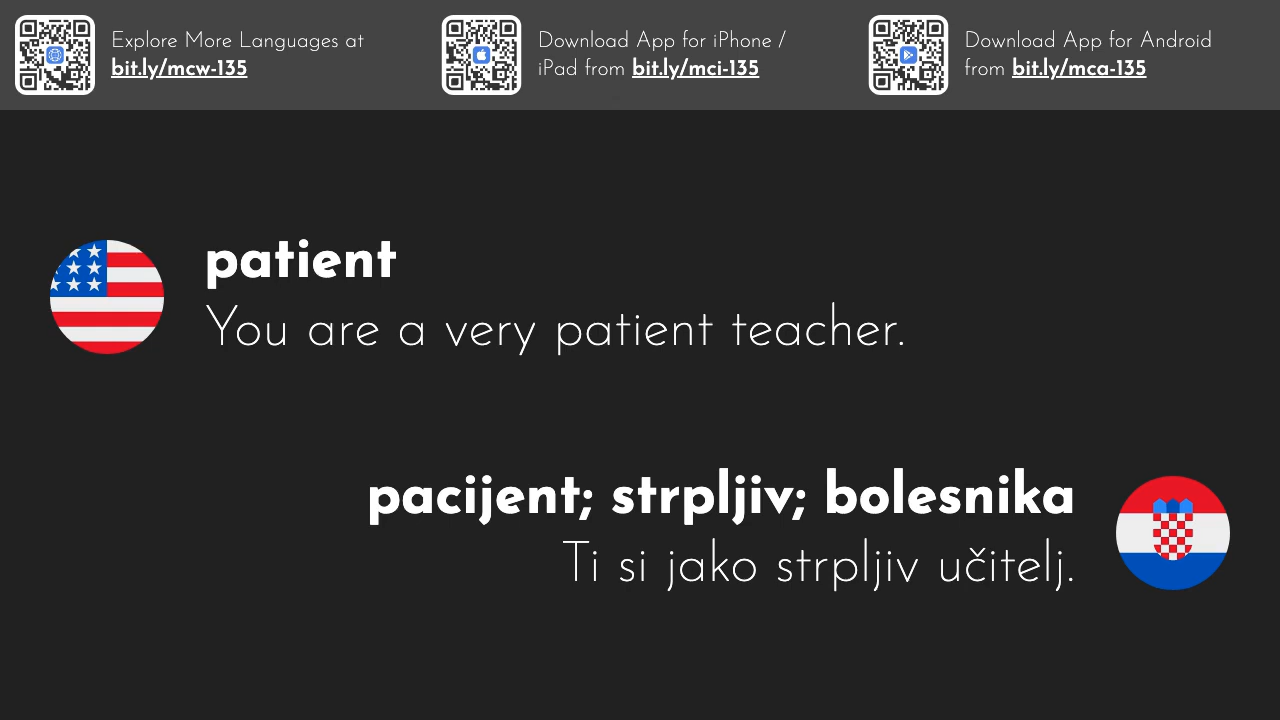 Explore More Languages at
bit.ly/mcw-135
Download App for iPhone /
iPad from bit.ly/mci-135
Download App for Android
from bit.ly/mca-135
patient
You are a very patient teacher.
pacijent; strpljiv; bolesnika
Ti si jako strpljiv učitelj.